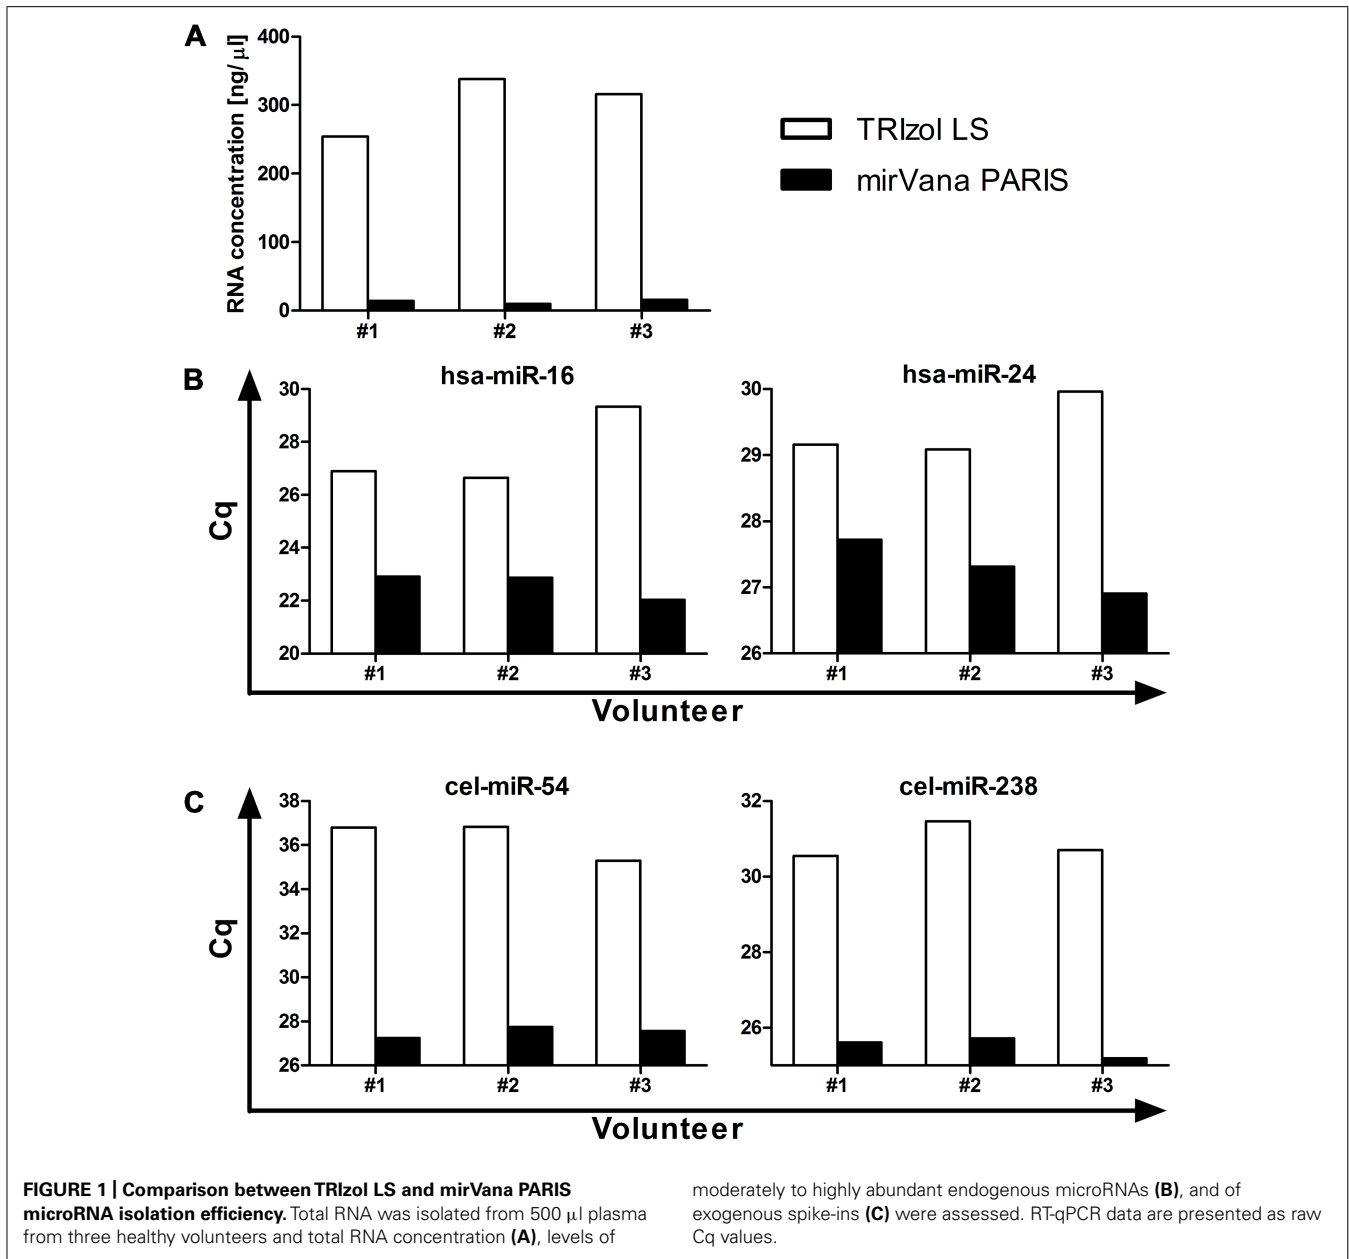 A
RNA concentration [ng/ µl]
400
300
200
100
0
#1 #2 #3
TRIzol LS
mirVana PARIS
B
Cq
hsa-miR-16
30
28
26
24
22
20
#1 #2 #3
hsa-miR-24
30
29
28
27
26
#1 #2 #3
Volunteer
C
Cq
cel-miR-54
38
36
34
32
30
28
26
#1 #2 #3
cel-miR-238
32
30
28
26
#1 #2 #3
Volunteer
FIGURE 1 | Comparison between TRIzol LS and mirVana PARIS
microRNA isolation efficiency. Total RNA was isolated from 500 µl plasma
from three healthy volunteers and total RNA concentration (A), levels of
moderately to highly abundant endogenous microRNAs (B), and of
exogenous spike-ins (C) were assessed. RT-qPCR data are presented as raw
Cq values.